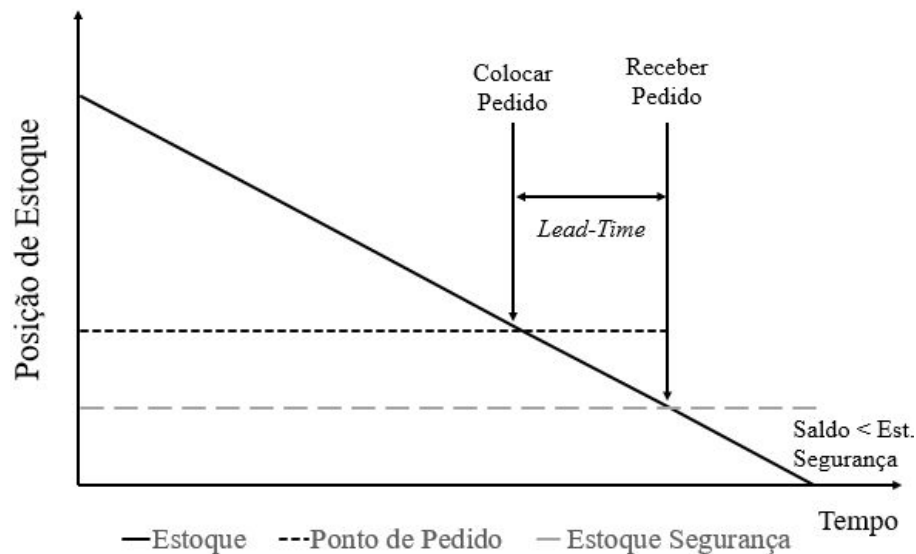 Colocar
Pedido
Receber
Pedido
Lead-Time
Posição de Estoque
Saldo < Est.
Segurança
Tempo
Estoque
Ponto de Pedido
Estoque Segurança